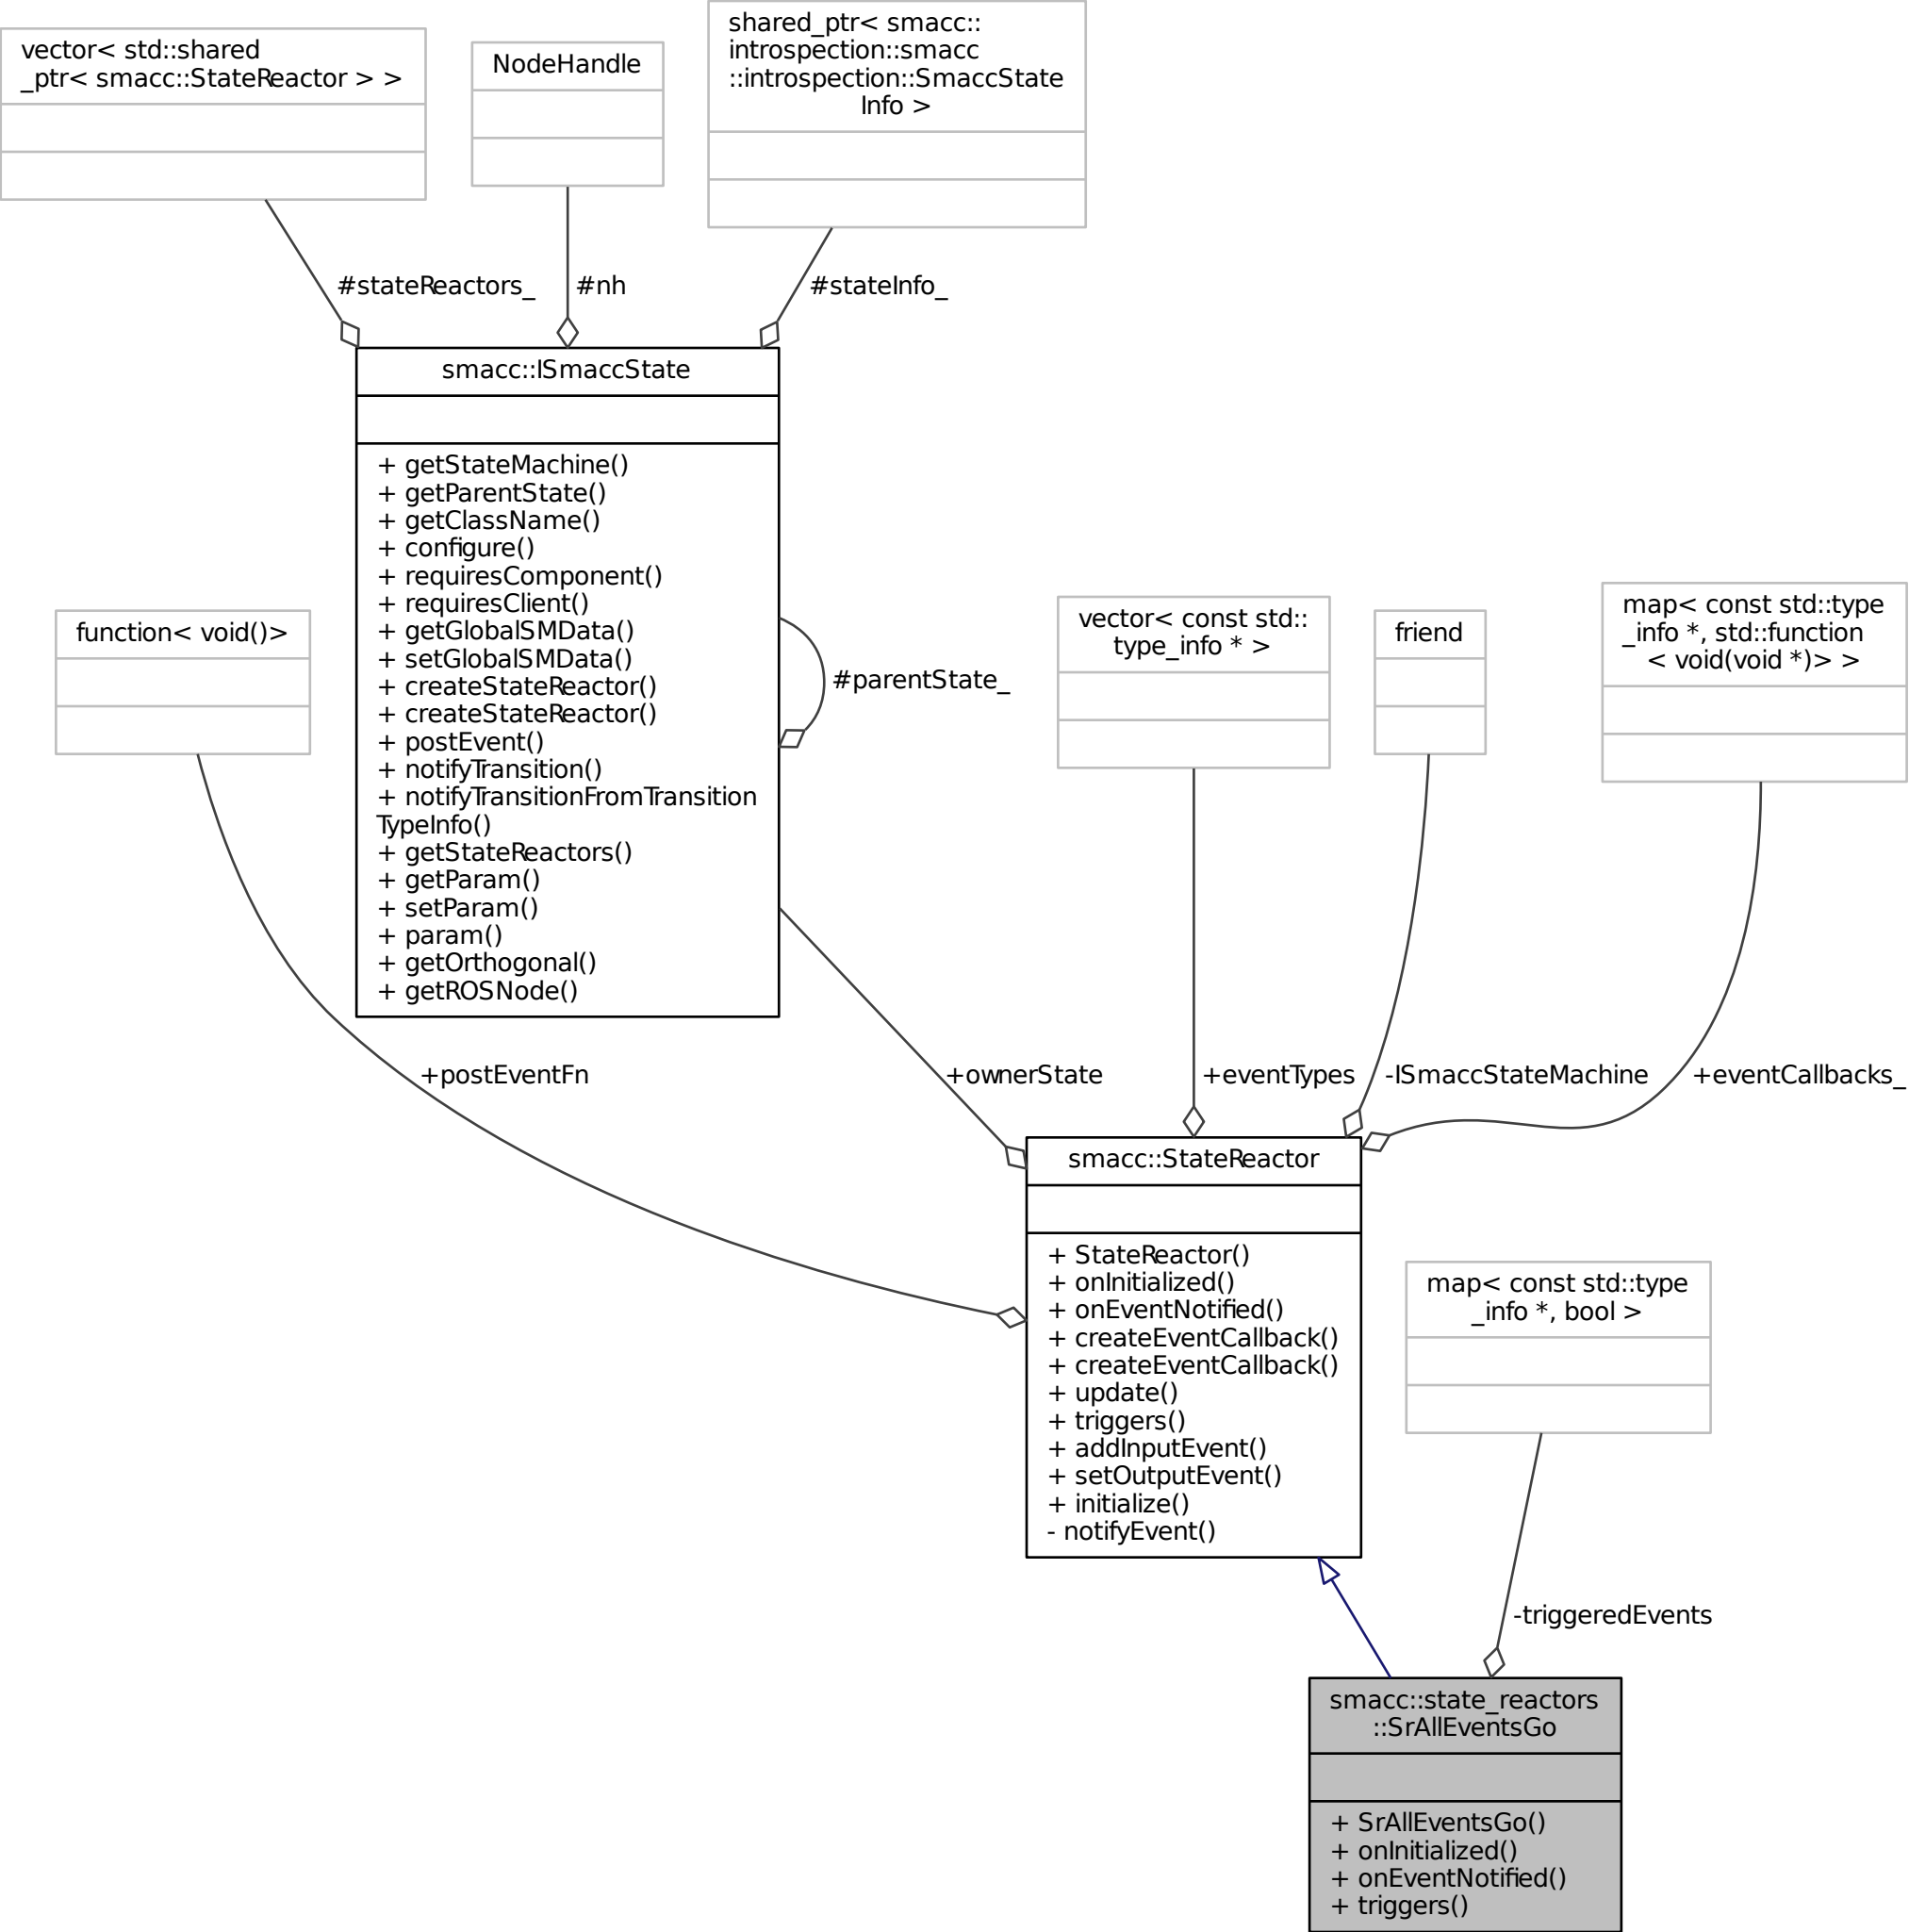 vector< std::shared
_ptr< smacc::StateReactor > >
NodeHandle
shared_ptr< smacc::
introspection::smacc
::introspection::SmaccState
Info >
#stateReactors_
#nh
#stateInfo_
smacc::ISmaccState
+ getStateMachine()
+ getParentState()
+ getClassName()
+ configure()
+ requiresComponent()
+ requiresClient()
+ getGlobalSMData()
+ setGlobalSMData()
+ createStateReactor()
+ createStateReactor()
+ postEvent()
+ notifyTransition()
+ notifyTransitionFromTransition
TypeInfo()
+ getStateReactors()
+ getParam()
+ setParam()
+ param()
+ getOrthogonal()
+ getROSNode()
#parentState_
function< void()>
vector< const std::
type_info * >
friend
map< const std::type
_info *, std::function
< void(void *)> >
+postEventFn
+ownerState
+eventTypes
-ISmaccStateMachine
+eventCallbacks_
smacc::StateReactor
+ StateReactor()
+ onInitialized()
+ onEventNotified()
+ createEventCallback()
+ createEventCallback()
+ update()
+ triggers()
+ addInputEvent()
+ setOutputEvent()
+ initialize()
- notifyEvent()
map< const std::type
_info *, bool >
-triggeredEvents
smacc::state_reactors
::SrAllEventsGo
+ SrAllEventsGo()
+ onInitialized()
+ onEventNotified()
+ triggers()